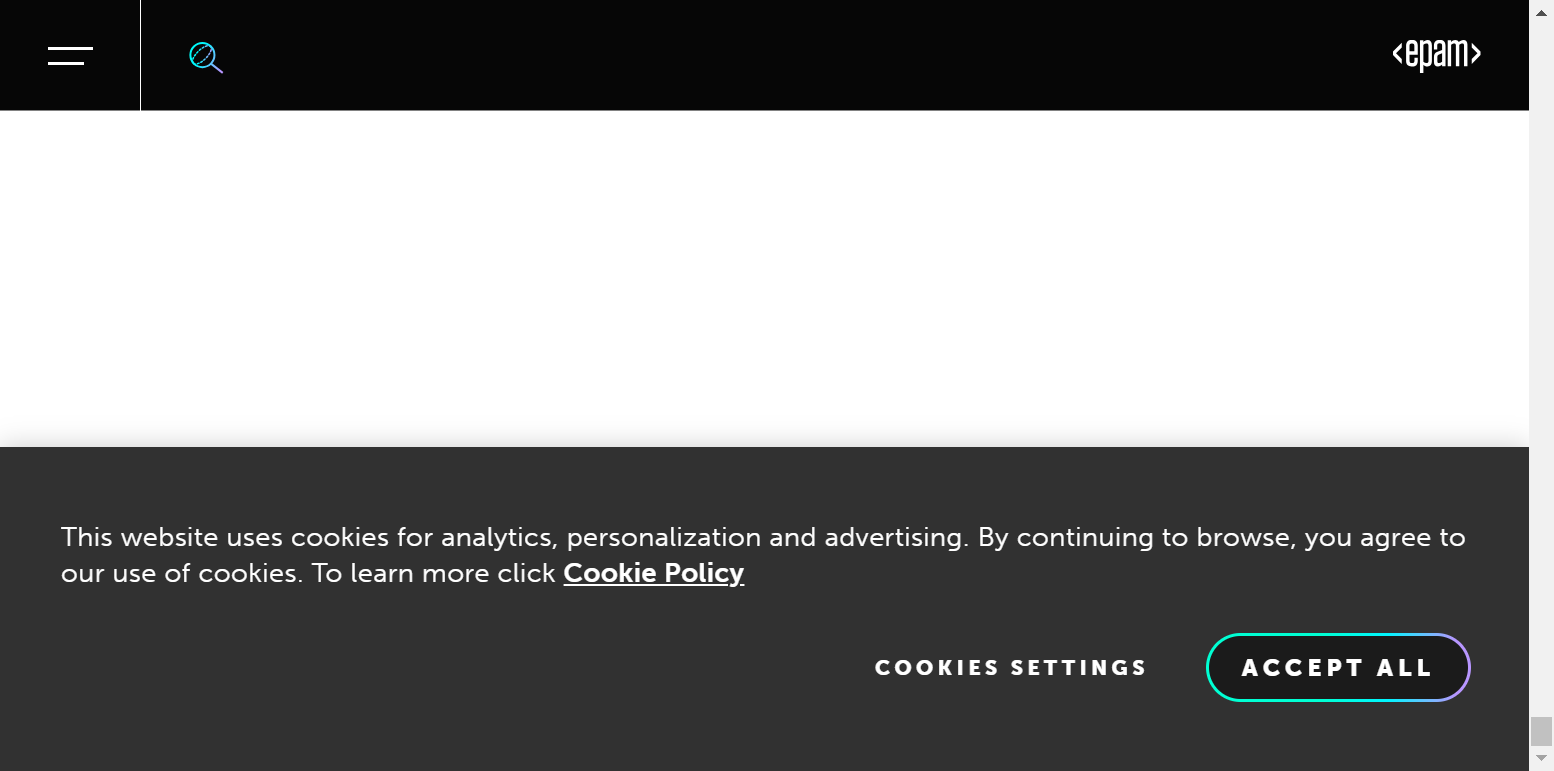 <epam>
This website uses cookies for analytics, personalization and advertising. By continuing to browse, you agree to
our use of cookies. To learn more click Cookie Policy
COOKIES SETTINGS
ACCEPT ALL